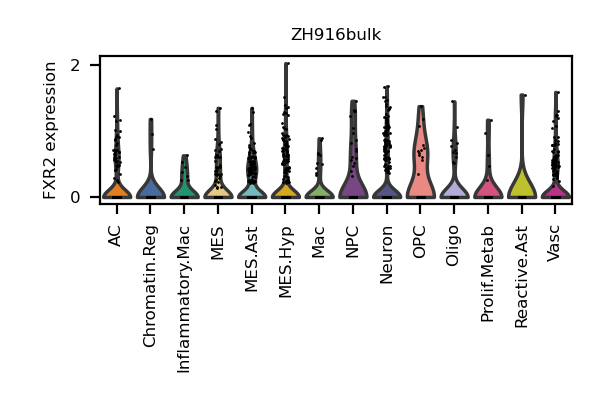 ZH916bulk
FXR2 expression
2
0
AC
Chromatin.Reg
Inflammatory.Mac
MES
MES.Ast
MES.Hyp
Mac
NPC
Neuron
OPC
Oligo
Prolif.Metab
Reactive.Ast
Vasc